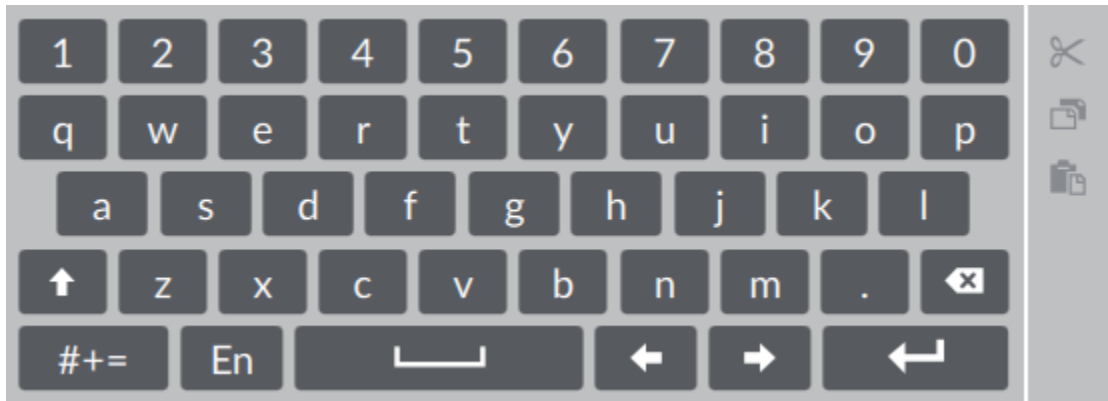 1 2 3 4 5 6 7 8 9 0
q w e r t y u i o p
a s d f g h j k l
z x c v b n m .
#+= En